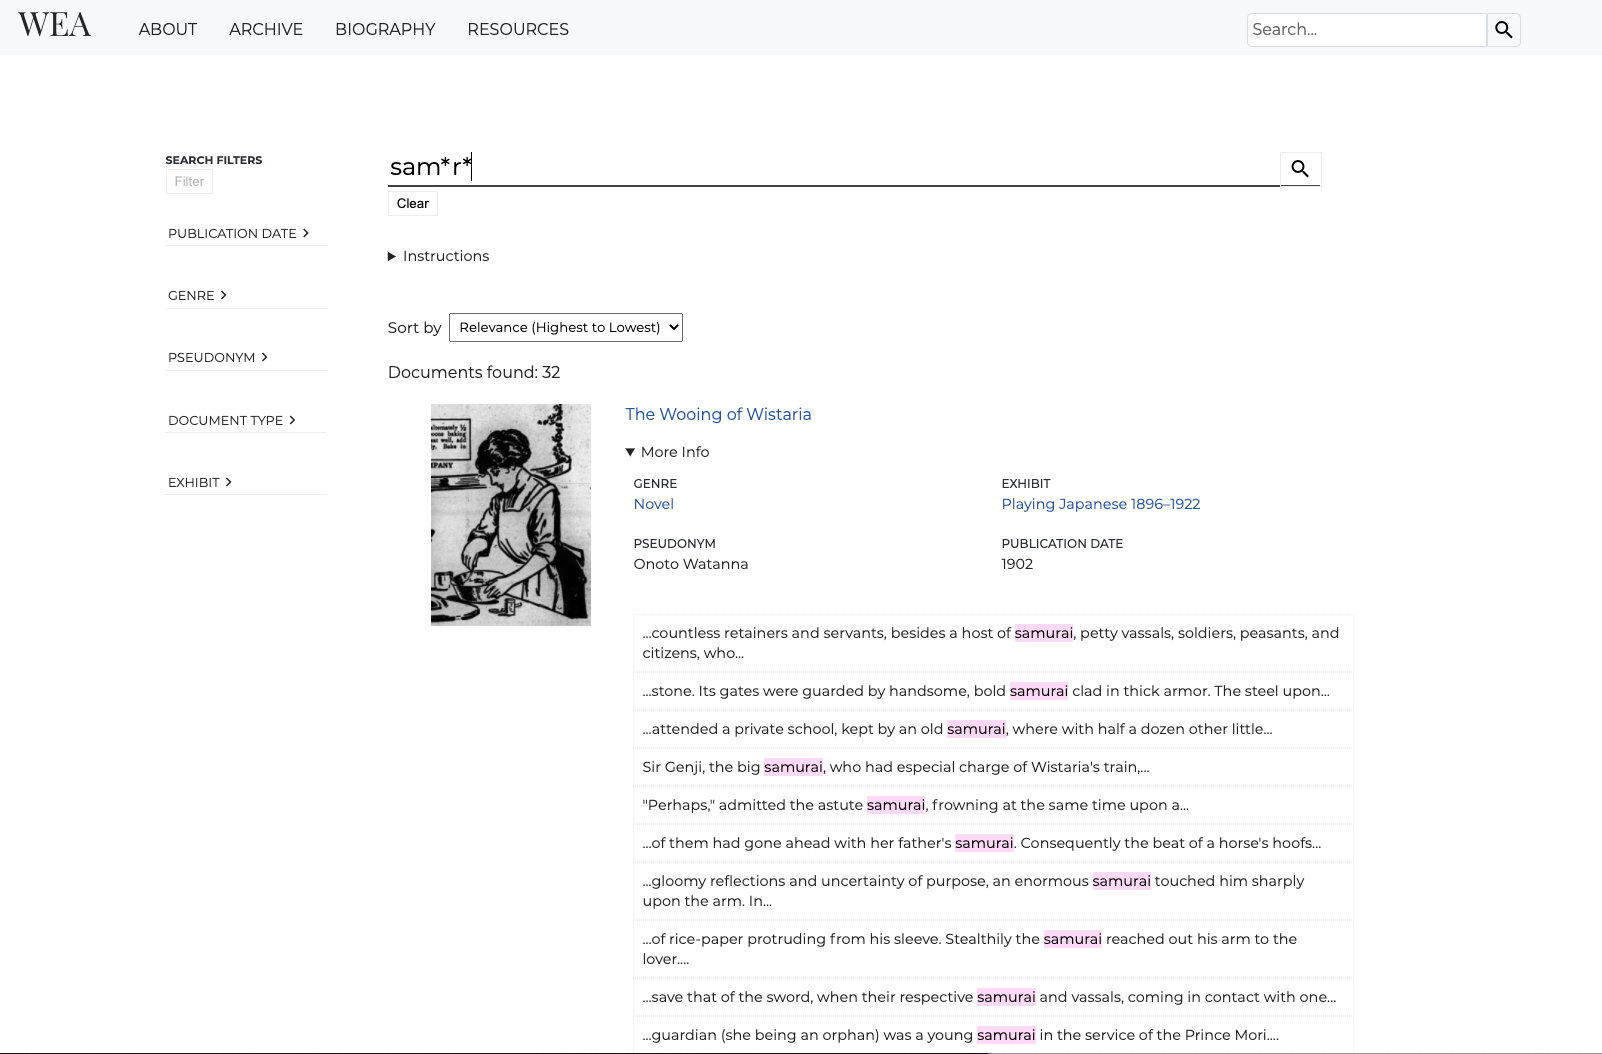 WEA
ABOUT
ARCHIVE
BIOGRAPHY
RESOURCES
Search...
SEARCH FILTERS
Filter
PUBLICATION DATE
GENRE
PSEUDONYM
DOCUMENT TYPE
EXHIBIT
sam*r*
Clear
Instructions
Sort by
Relevance (Highest to Lowest)
Documents found: 32
COMPANY
The Wooing of Wistaria
More Info
GENRE
Novel
EXHIBIT
Playing Japanese 1896–1922
PSEUDONYM
Onoto Watanna
PUBLICATION DATE
1902
...countless retainers and servants, besides a host of samurai, petty vassals, soldiers, peasants, and
citizens, who...
...stone. Its gates were guarded by handsome, bold samurai clad in thick armor. The steel upon...
...attended a private school, kept by an old samurai, where with half a dozen other little...
Sir Genji, the big samurai, who had especial charge of Wistaria's train,...
"Perhaps," admitted the astute samurai, frowning at the same time upon a...
...of them had gone ahead with her father's samurai. Consequently the beat of a horse's hoofs...
...gloomy reflections and uncertainty of purpose, an enormous samurai touched him sharply
upon the arm. In...
...of rice-paper protruding from his sleeve. Stealthily the samurai reached out his arm to the
lover....
...save that of the sword, when their respective samurai and vassals, coming in contact with one...
...guardian (she being an orphan) was a young samurai in the service of the Prince Mori....